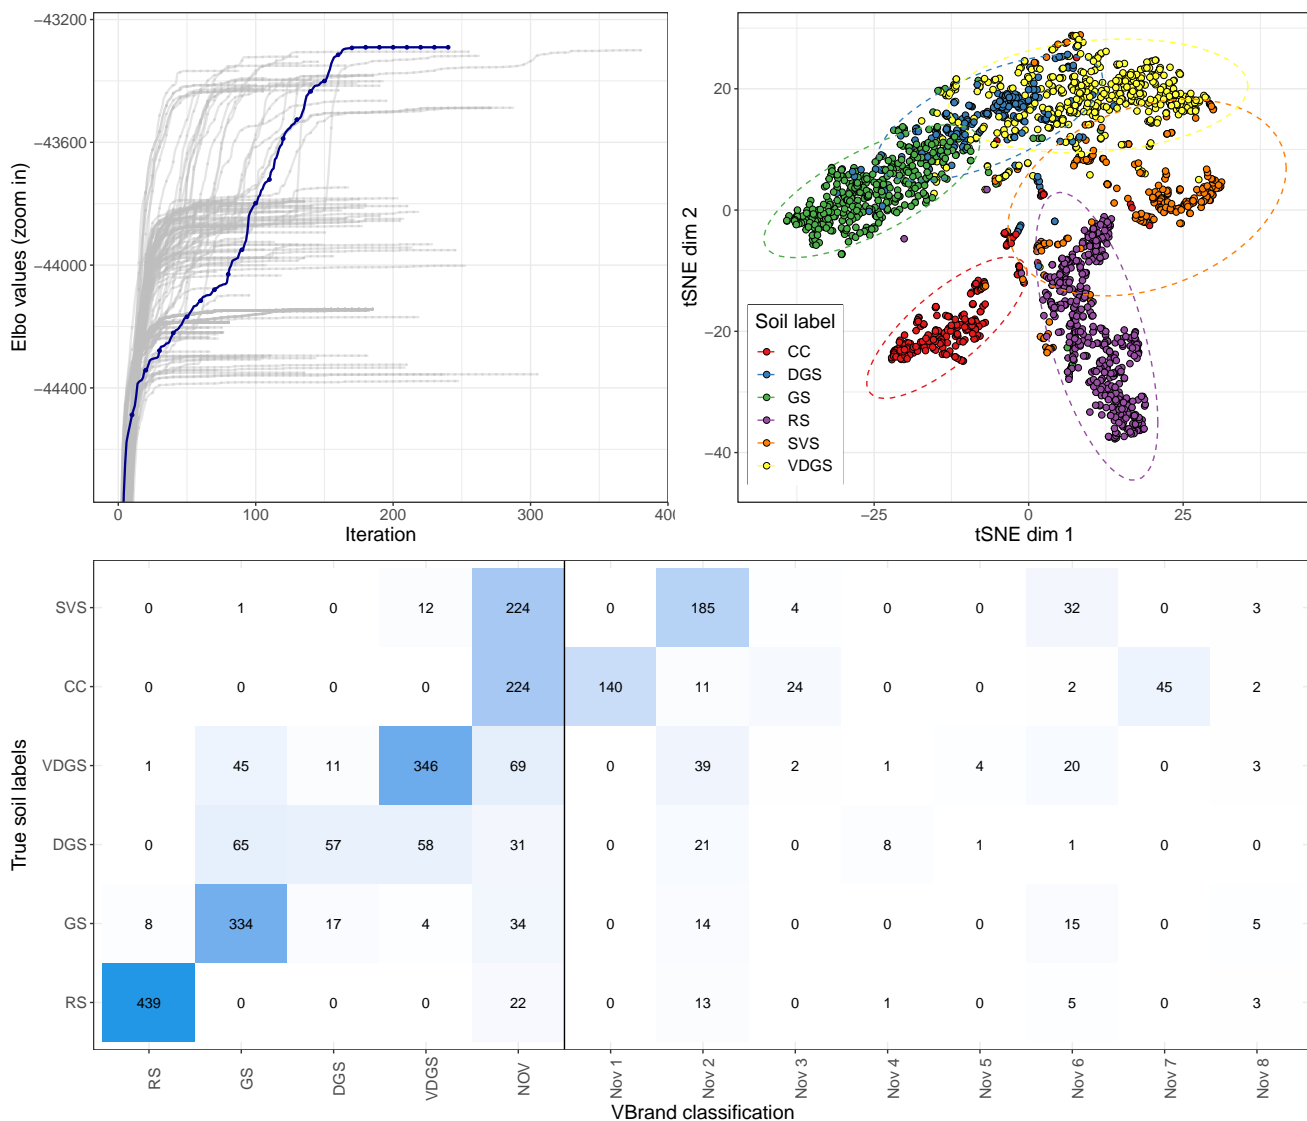 Elbo values (zoom in)
−43200
−43600
−44000
−44400
0
100
200
300
40
Iteration
tSNE dim 2
20
0
−20
−40
−25
0
25
tSNE dim 1
Soil label
CC
DGS
GS
RS
SVS
VDGS
True soil labels
SVS 0 1 0 12 224 0 185 4 0 0 32 0 3
CC 0 0 0 0 224 140 11 24 0 0 2 45 2
VDGS 1 45 11 346 69 0 39 2 1 4 20 0 3
DGS 0 65 57 58 31 0 21 0 8 1 1 0 0
GS 8 334 17 4 34 0 14 0 0 0 15 0 5
RS 439 0 0 0 22 0 13 0 1 0 5 0 3
RS GS DGS VDGS NOV Nov 1 Nov 2 Nov 3 Nov 4 Nov 5 Nov 6 Nov 7 Nov 8
VBrand classification